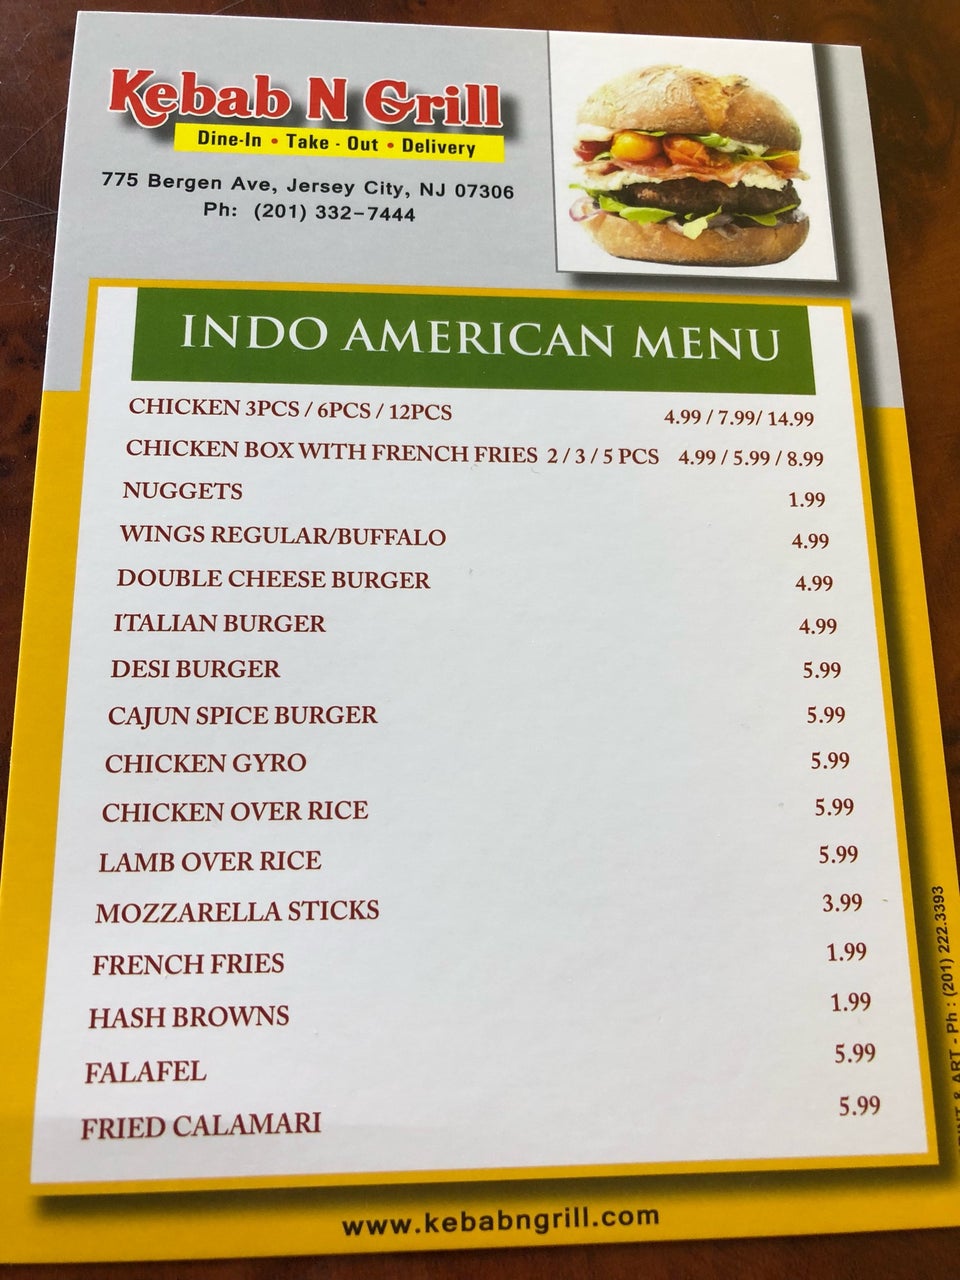 Kebab N Grill
Dine-In • Take - Out • Delivery
775 Bergen Ave, Jersey City, NJ 07306
Ph: (201) 332-7444
INDO AMERICAN MENU
CHICKEN 3PCS / 6PCS / 12PCS 4.99 / 7.99/ 14.99
CHICKEN BOX WITH FRENCH FRIES 2 / 3 / 5 PCS 4.99 / 5.99 / 8.99
NUGGETS 1.99
WINGS REGULAR/BUFFALO 4.99
DOUBLE CHEESE BURGER 4.99
ITALIAN BURGER 4.99
DESI BURGER 5.99
CAJUN SPICE BURGER 5.99
CHICKEN GYRO 5.99
CHICKEN OVER RICE 5.99
LAMB OVER RICE 5.99
MOZZARELLA STICKS 3.99
FRENCH FRIES 1.99
HASH BROWNS 1.99
FALAFEL 5.99
FRIED CALAMARI 5.99
www.kebabngrill.com
& ART - Ph : (201) 222.3393